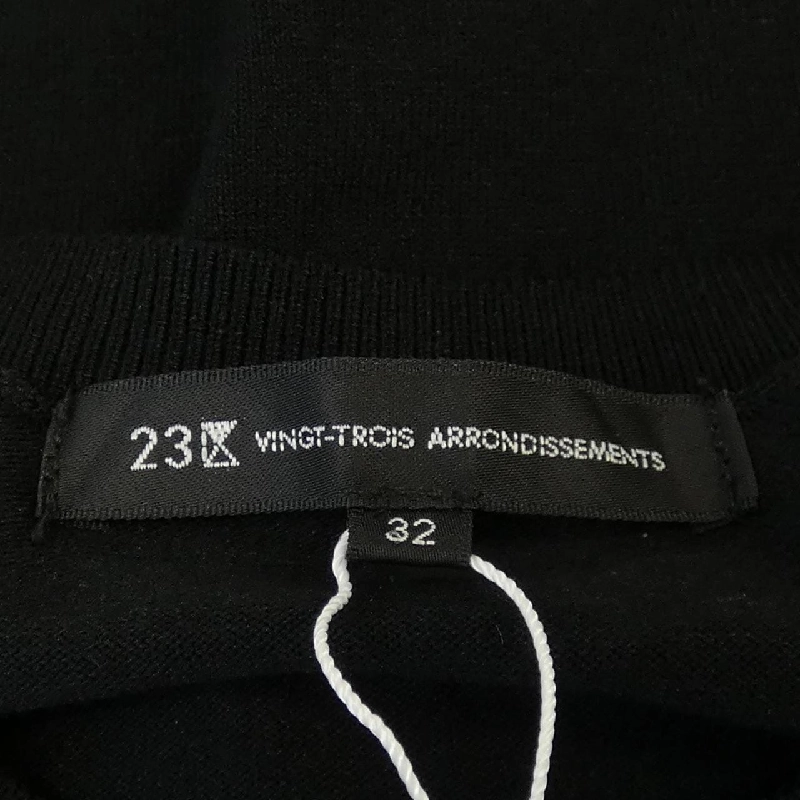 23区 VINGT-TROIS ARRONDISSEMENTS
32